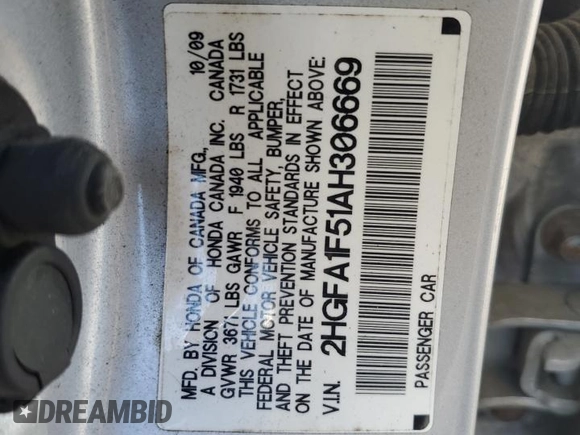 MFD. BY HONDA OF CANADA MFG., 10/09
A DIVISION OF HONDA CANADA INC. CANADA
GVWR 3671 LBS GAWR F 1940 LBS R 1731 LBS
THIS VEHICLE CONFORMS TO ALL APPLICABLE
FEDERAL MOTOR VEHICLE SAFETY, BUMPER,
AND THEFT PREVENTION STANDARDS IN EFFECT
ON THE DATE OF MANUFACTURE SHOWN ABOVE.
V.I.N. 2HGFA1F51AH306669
PASSENGER CAR
DREAMBID